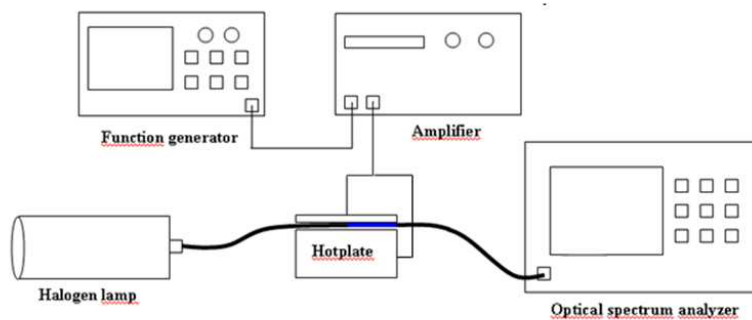 Function generator
Amplifier
Hotplate
Halogen lamp
Optical spectrum analyzer